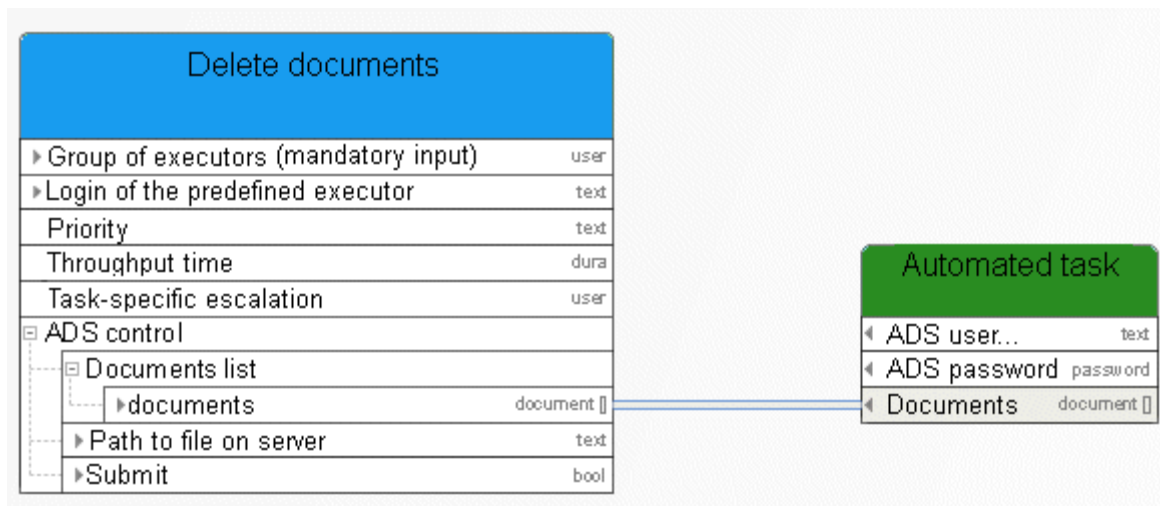 Delete documents
Group of executors (mandatory input) user
Login of the predefined executor text
Priority text
Throughput time dura
Task-specific escalation user
ADS control
Documents list
documents document []
Path to file on server text
Submit bool
Automated task
ADS user... text
ADS password password
Documents document []